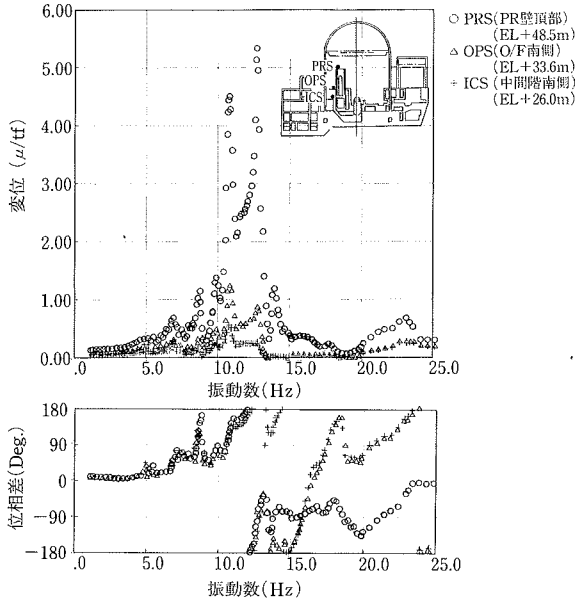 6.00
5.00
4.00
3.00
2.00
1.00
0.00
変位 (μ/tf)
PRS
OPS
ICS
○ PRS(PR壁頂部)
(EL+48.5m)
△ OPS(O/F南側)
(EL+33.6m)
+ ICS (中間階南側)
(EL+26.0m)
5.0 10.0 15.0 20.0 25.0
振動数(Hz)
180
90
0
-90
-180
位相差(Deg.)
5.0 10.0 15.0 20.0 25.0
振動数(Hz)